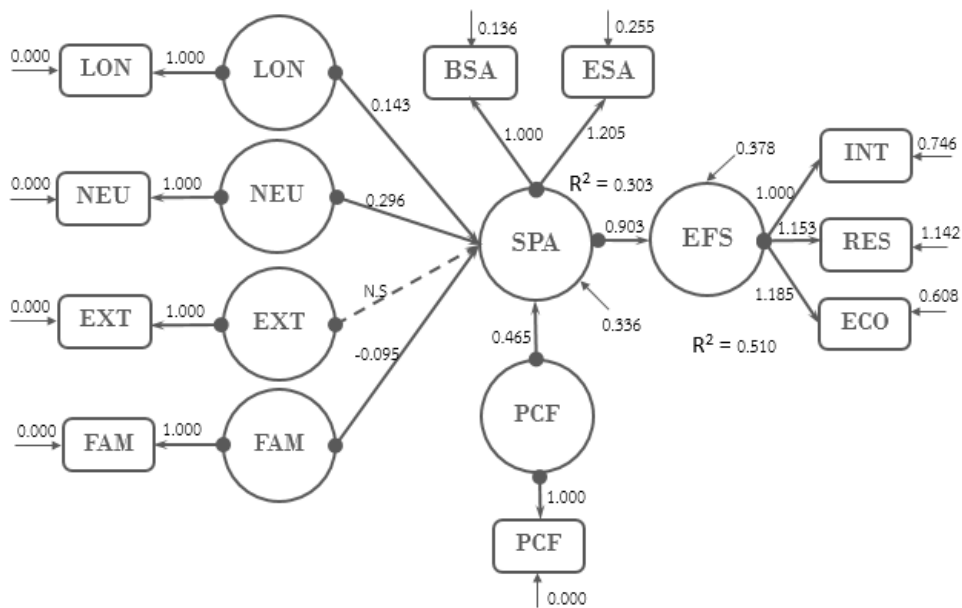 0.136
0.255
0.000
LON
1.000
LON
BSA
ESA
0.143
1.000
1.205
0.378
INT
0.746
0.000
NEU
1.000
NEU
0.296
R² = 0.303
1.000
SPA
0.903
EFS
1.153
RES
1.142
0.000
EXT
1.000
EXT
N.S
1.185
0.608
ECO
0.336
0.465
R² = 0.510
-0.095
0.000
FAM
1.000
FAM
PCF
1.000
PCF
0.000